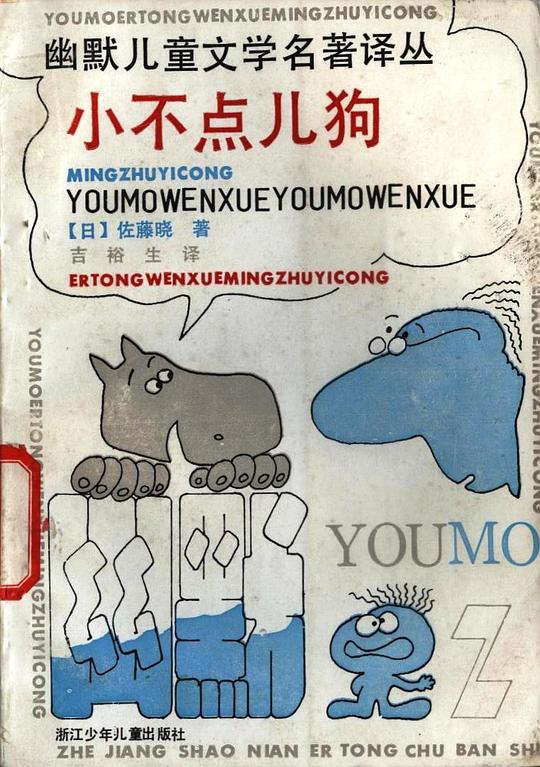 YOUMOERTONGWENXUEMINGZHUYICONG
幽默儿童文学名著译丛
小不点儿狗
MINGZHUYICONG
YOUMOWENXUEYOUMOWENXUE
【日】佐藤晓 著
吉裕生 译
ERTONGWENXUEMINGZHUYICONG
YOUMO
幽默
浙江少年儿童出版社
ZHE JIANG SHAO NIAN ER TONG CHU BAN SH